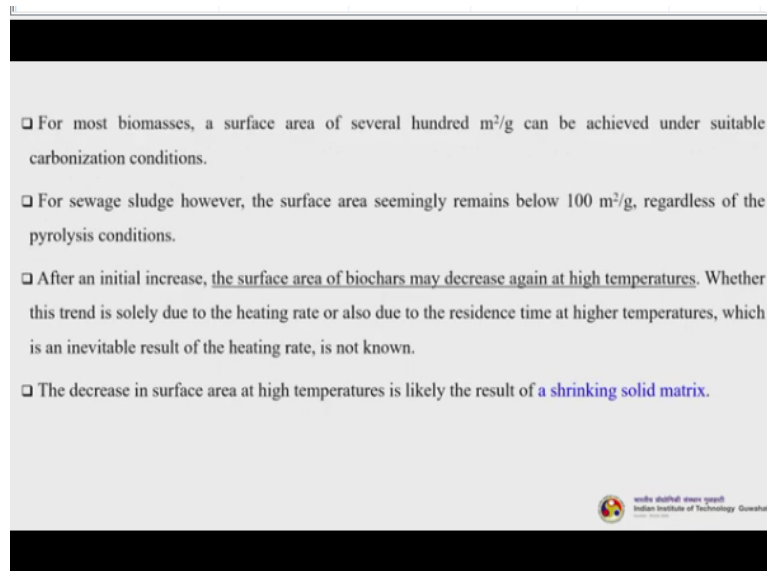 ❑ For most biomasses, a surface area of several hundred m²/g can be achieved under suitable
carbonization conditions.
❑ For sewage sludge however, the surface area seemingly remains below 100 m²/g, regardless of the
pyrolysis conditions.
❑ After an initial increase, the surface area of biochars may decrease again at high temperatures. Whether
this trend is solely due to the heating rate or also due to the residence time at higher temperatures, which
is an inevitable result of the heating rate, is not known.
❑ The decrease in surface area at high temperatures is likely the result of a shrinking solid matrix.
भारतीय प्रौद्योगिकी संस्थान गुवाहाटी
Indian Institute of Technology Guwaha